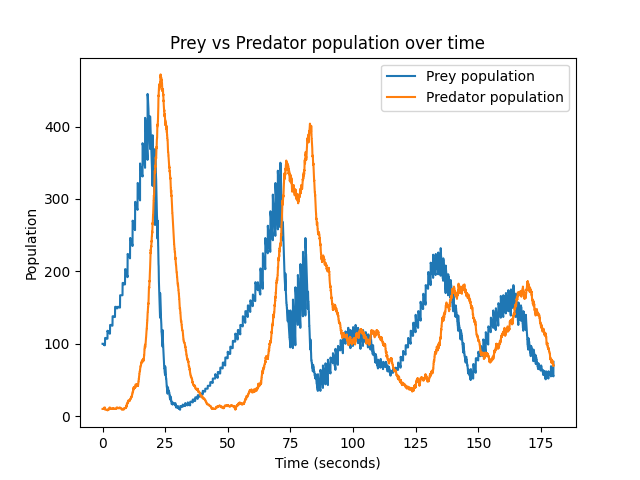 Prey vs Predator population over time
Prey population
Predator population
Population
400
300
200
100
0
0 25 50 75 100 125 150 175
Time (seconds)